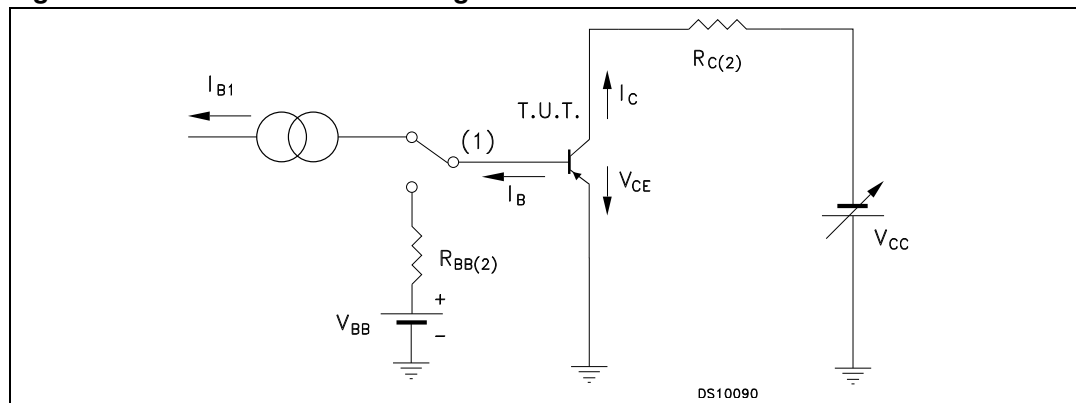 R_C(2)
I_B1
T.U.T.
I_C
(1)
I_B
V_CE
V_CC
R_BB(2)
+
V_BB
-
DS10090